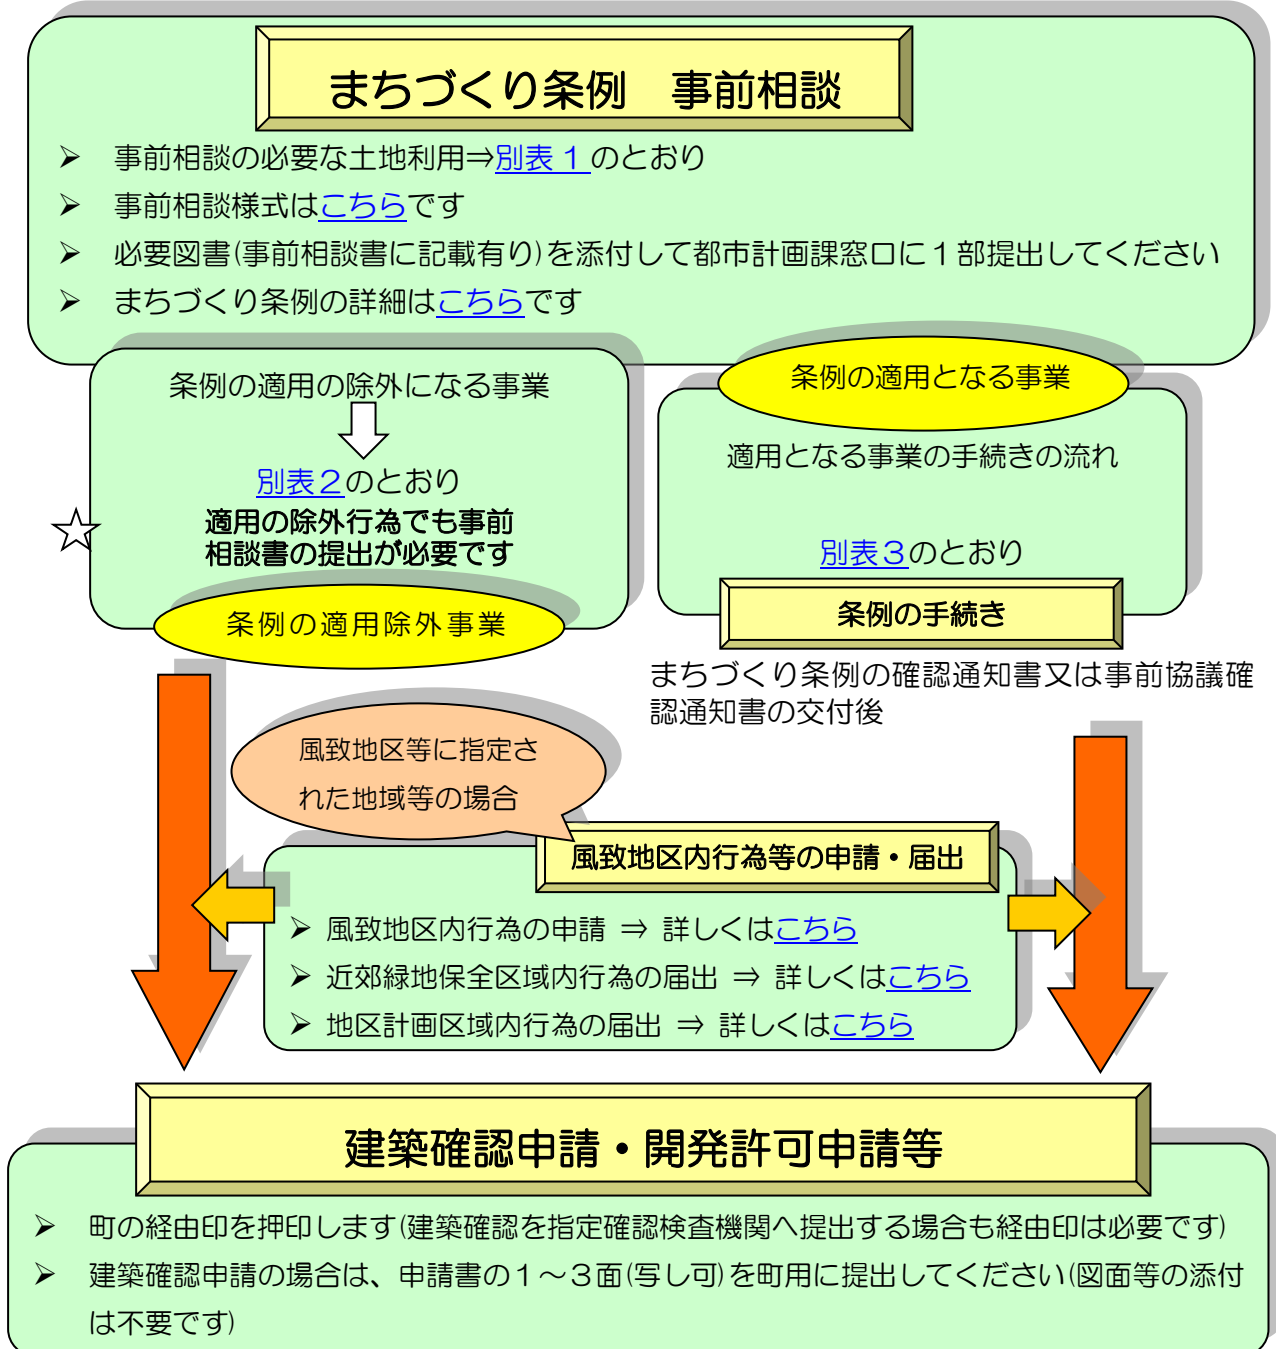 まちづくり条例　事前相談
➢ 事前相談の必要な土地利用⇒別表１のとおり
➢ 事前相談様式はこちらです
➢ 必要図書(事前相談書に記載有り)を添付して都市計画課窓口に１部提出してください
➢ まちづくり条例の詳細はこちらです
条例の適用の除外になる事業
別表２のとおり
適用の除外行為でも事前
相談書の提出が必要です
条例の適用除外事業
条例の適用となる事業
適用となる事業の手続きの流れ
別表３のとおり
条例の手続き
まちづくり条例の確認通知書又は事前協議確
認通知書の交付後
風致地区等に指定さ
れた地域等の場合
風致地区内行為等の申請・届出
➢ 風致地区内行為の申請 ⇒ 詳しくはこちら
➢ 近郊緑地保全区域内行為の届出 ⇒ 詳しくはこちら
➢ 地区計画区域内行為の届出 ⇒ 詳しくはこちら
建築確認申請・開発許可申請等
➢ 町の経由印を押印します(建築確認を指定確認検査機関へ提出する場合も経由印は必要です)
➢ 建築確認申請の場合は、申請書の１～３面(写し可)を町用に提出してください(図面等の添付
は不要です)